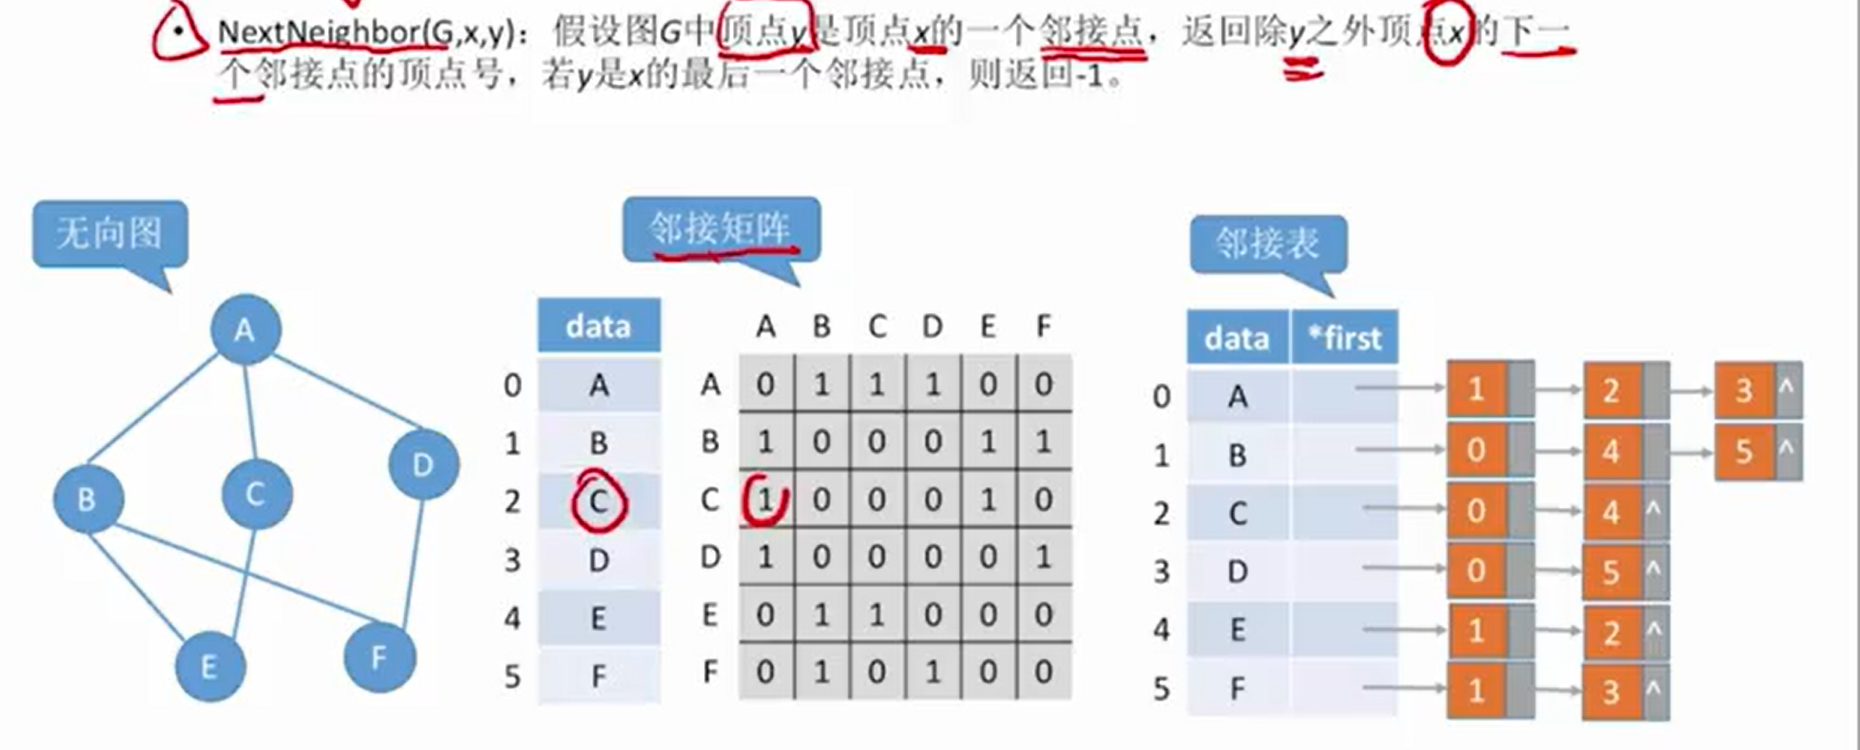 • NextNeighbor(G,x,y)：假设图G中顶点y是顶点x的一个邻接点，返回除y之外顶点x的下一
个邻接点的顶点号，若y是x的最后一个邻接点，则返回-1。
无向图
A
B
C
D
E
F
邻接矩阵
data
0 A
1 B
2 C
3 D
4 E
5 F
A B C D E F
A 0 1 1 1 0 0
B 1 0 0 0 1 1
C 1 0 0 0 1 0
D 1 0 0 0 0 1
E 0 1 1 0 0 0
F 0 1 0 1 0 0
邻接表
data *first
0 A 1 2 3 ^
1 B 0 4 5 ^
2 C 0 4 ^
3 D 0 5 ^
4 E 1 2 ^
5 F 1 3 ^